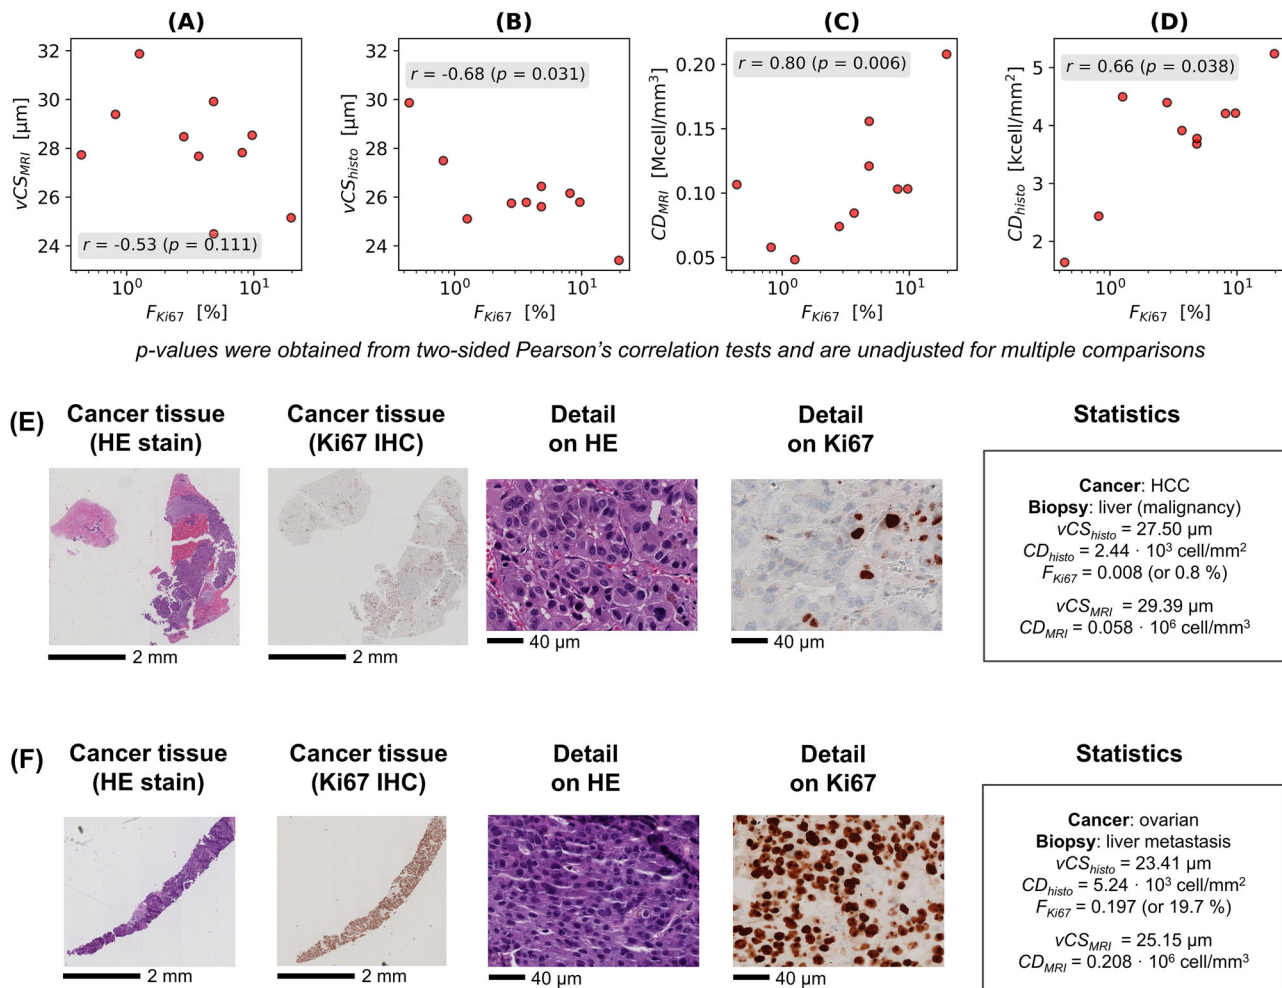 (A)
(B)
(C)
(D)
32
30
28
26
24
vCS_MRI [µm]
r = -0.53 (p = 0.111)
10^0
10^1
F_Ki67 [%]
32
30
28
26
24
vCS_histo [µm]
r = -0.68 (p = 0.031)
10^0
10^1
F_Ki67 [%]
0.20
0.15
0.10
0.05
CD_MRI [Mcell/mm^3]
r = 0.80 (p = 0.006)
10^0
10^1
F_Ki67 [%]
5
4
3
2
CD_histo [kcell/mm^2]
r = 0.66 (p = 0.038)
10^0
10^1
F_Ki67 [%]
p-values were obtained from two-sided Pearson's correlation tests and are unadjusted for multiple comparisons
(E)
Cancer tissue
(HE stain)
2 mm
Cancer tissue
(Ki67 IHC)
2 mm
Detail
on HE
40 µm
Detail
on Ki67
40 µm
Statistics
Cancer: HCC
Biopsy: liver (malignancy)
vCS_histo = 27.50 µm
CD_histo = 2.44 · 10^3 cell/mm^2
F_Ki67 = 0.008 (or 0.8 %)
vCS_MRI = 29.39 µm
CD_MRI = 0.058 · 10^6 cell/mm^3
(F)
Cancer tissue
(HE stain)
2 mm
Cancer tissue
(Ki67 IHC)
2 mm
Detail
on HE
40 µm
Detail
on Ki67
40 µm
Statistics
Cancer: ovarian
Biopsy: liver metastasis
vCS_histo = 23.41 µm
CD_histo = 5.24 · 10^3 cell/mm^2
F_Ki67 = 0.197 (or 19.7 %)
vCS_MRI = 25.15 µm
CD_MRI = 0.208 · 10^6 cell/mm^3